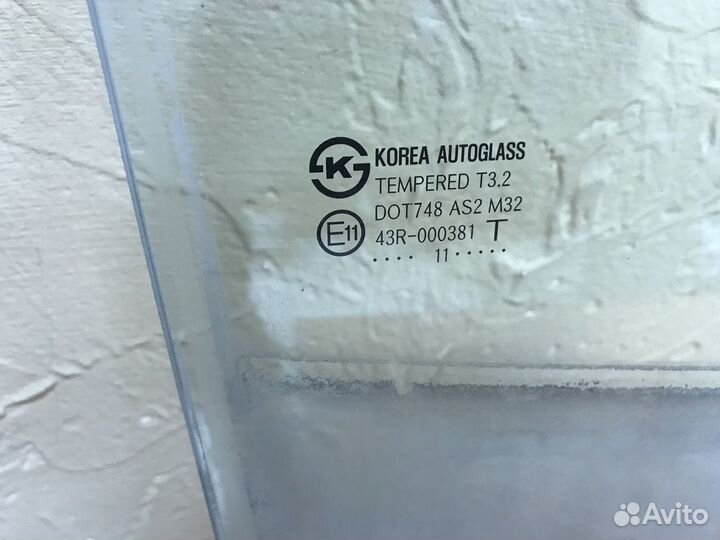 K KOREA AUTOGLASS
TEMPERED T3.2
DOT748 AS2 M32
E11 43R-000381 T
.... 11 .....
Avito